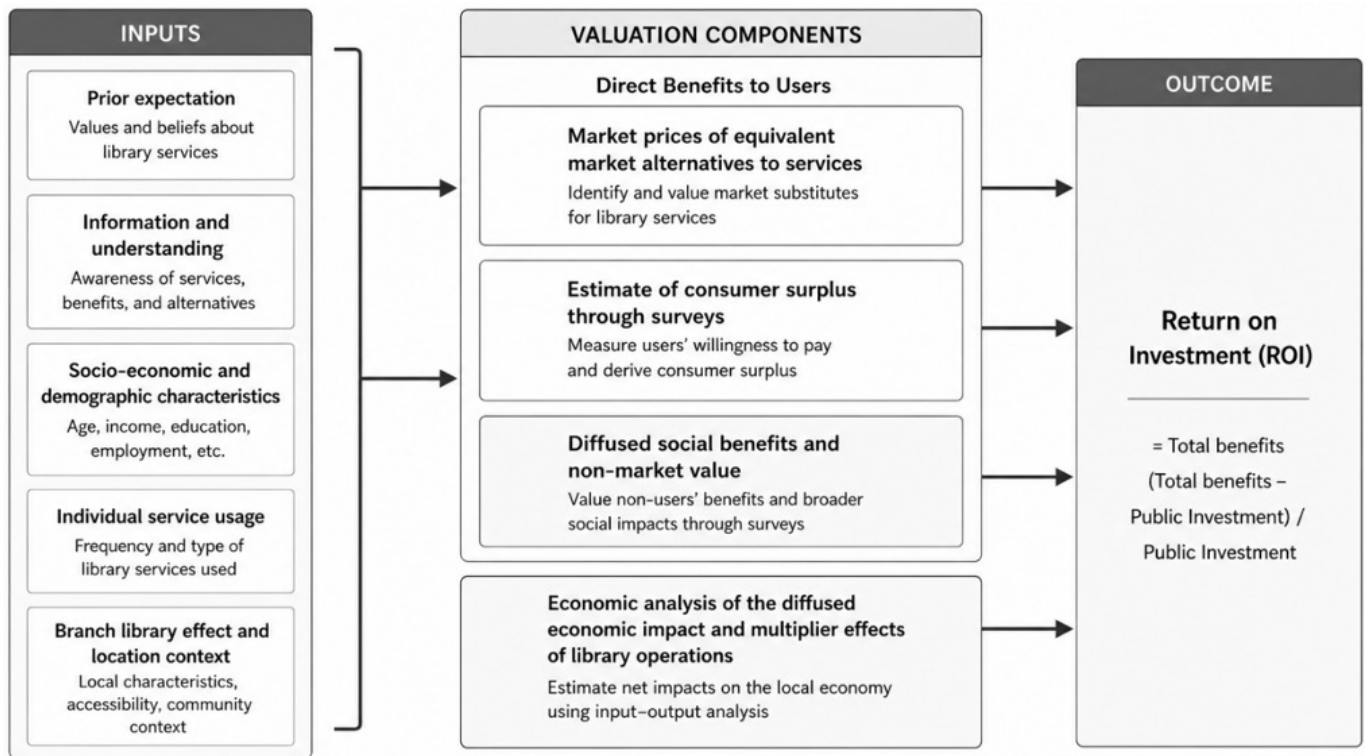 INPUTS
Prior expectation
Values and beliefs about
library services
Information and
understanding
Awareness of services,
benefits, and alternatives
Socio-economic and
demographic characteristics
Age, income, education,
employment, etc.
Individual service usage
Frequency and type of
library services used
Branch library effect and
location context
Local characteristics,
accessibility, community
context
VALUATION COMPONENTS
Direct Benefits to Users
Market prices of equivalent
market alternatives to services
Identify and value market substitutes
for library services
Estimate of consumer surplus
through surveys
Measure users' willingness to pay
and derive consumer surplus
Diffused social benefits and
non-market value
Value non-users' benefits and broader
social impacts through surveys
Economic analysis of the diffused
economic impact and multiplier effects
of library operations
Estimate net impacts on the local economy
using input–output analysis
OUTCOME
Return on
Investment (ROI)
= Total benefits
(Total benefits –
Public Investment) /
Public Investment